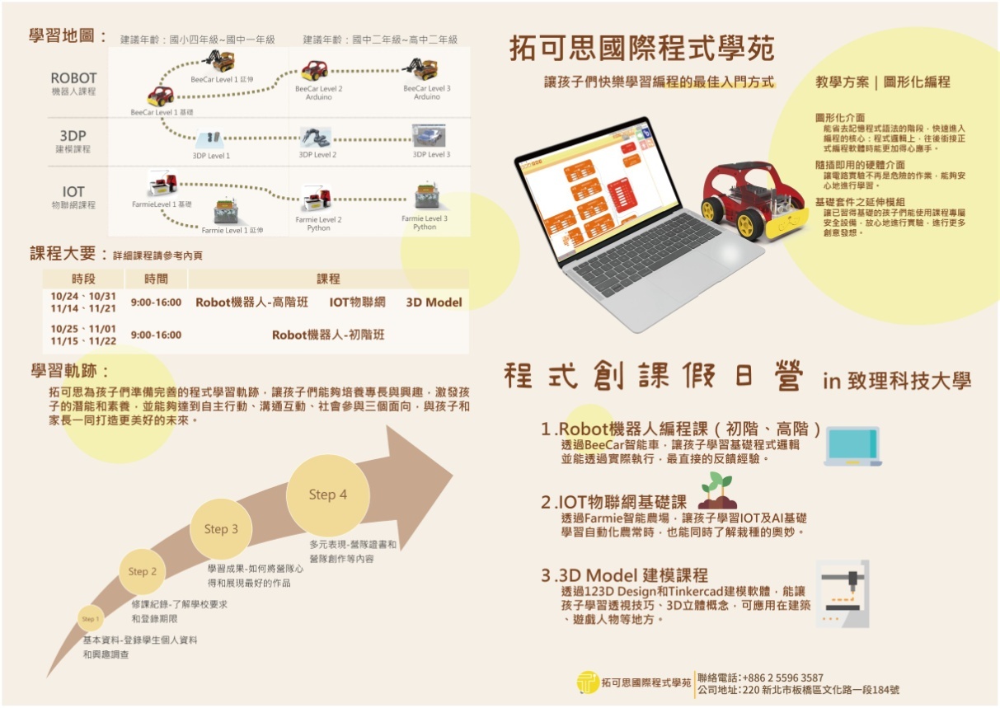 學習地圖：
建議年齡：國小四年級~國中一年級
建議年齡：國中二年級~高中二年級
ROBOT
機器人課程
BeeCar Level 1 延伸
BeeCar Level 1 基礎
BeeCar Level 2
Arduino
BeeCar Level 3
Arduino
3DP
建模課程
3DP Level 1
3DP Level 2
3DP Level 3
IOT
物聯網課程
FarmieLevel 1 基礎
Farmie Level 1 延伸
Farmie Level 2
Python
Farmie Level 3
Python
課程大要：詳細課程請參考內頁
時段 時間 課程
10/24、10/31
11/14、11/21
9:00-16:00 Robot機器人-高階班 IOT物聯網 3D Model
10/25、11/01
11/15、11/22
9:00-16:00 Robot機器人-初階班
學習軌跡：
拓可思為孩子們準備完善的程式學習軌跡，讓孩子們能夠培養專長與興趣，激發孩
子的潛能和素養，並能夠達到自主行動、溝通互動、社會參與三個面向，與孩子和
家長一同打造更美好的未來。
Step 4
多元表現-營隊證書和
營隊創作等內容
Step 3
學習成果-如何將營隊心
得和展現最好的作品
Step 2
修課紀錄-了解學校要求
和登錄期限
Step 1
基本資料-登錄學生個人資料
和興趣調查
拓可思國際程式學苑
讓孩子們快樂學習編程的最佳入門方式
教學方案｜圖形化編程
圖形化介面
能省去記憶程式語法的階段，快速進入
編程的核心：程式邏輯上，往後銜接正
式編程軟體時能更加得心應手。
隨插即用的硬體介面
讓電路實驗不再是危險的作業，能夠安
心地進行學習。
基礎套件之延伸模組
讓已習得基礎的孩子們能使用課程專屬
安全設備，放心地進行實驗，進行更多
創意發想。
程式創課假日營 in 致理科技大學
1.Robot機器人編程課（初階、高階）
透過BeeCar智能車，讓孩子學習基礎程式邏輯
並能透過實際執行，最直接的反饋經驗。
2.IOT物聯網基礎課
透過Farmie智能農場，讓孩子學習IOT及AI基礎
學習自動化農常時，也能同時了解栽種的奧妙。
3.3D Model 建模課程
透過123D Design和Tinkercad建模軟體，能讓
孩子學習透視技巧、3D立體概念，可應用在建築
、遊戲人物等地方。
拓可思國際程式學苑
聯絡電話：+886 2 5596 3587
公司地址：220 新北市板橋區文化路一段184號